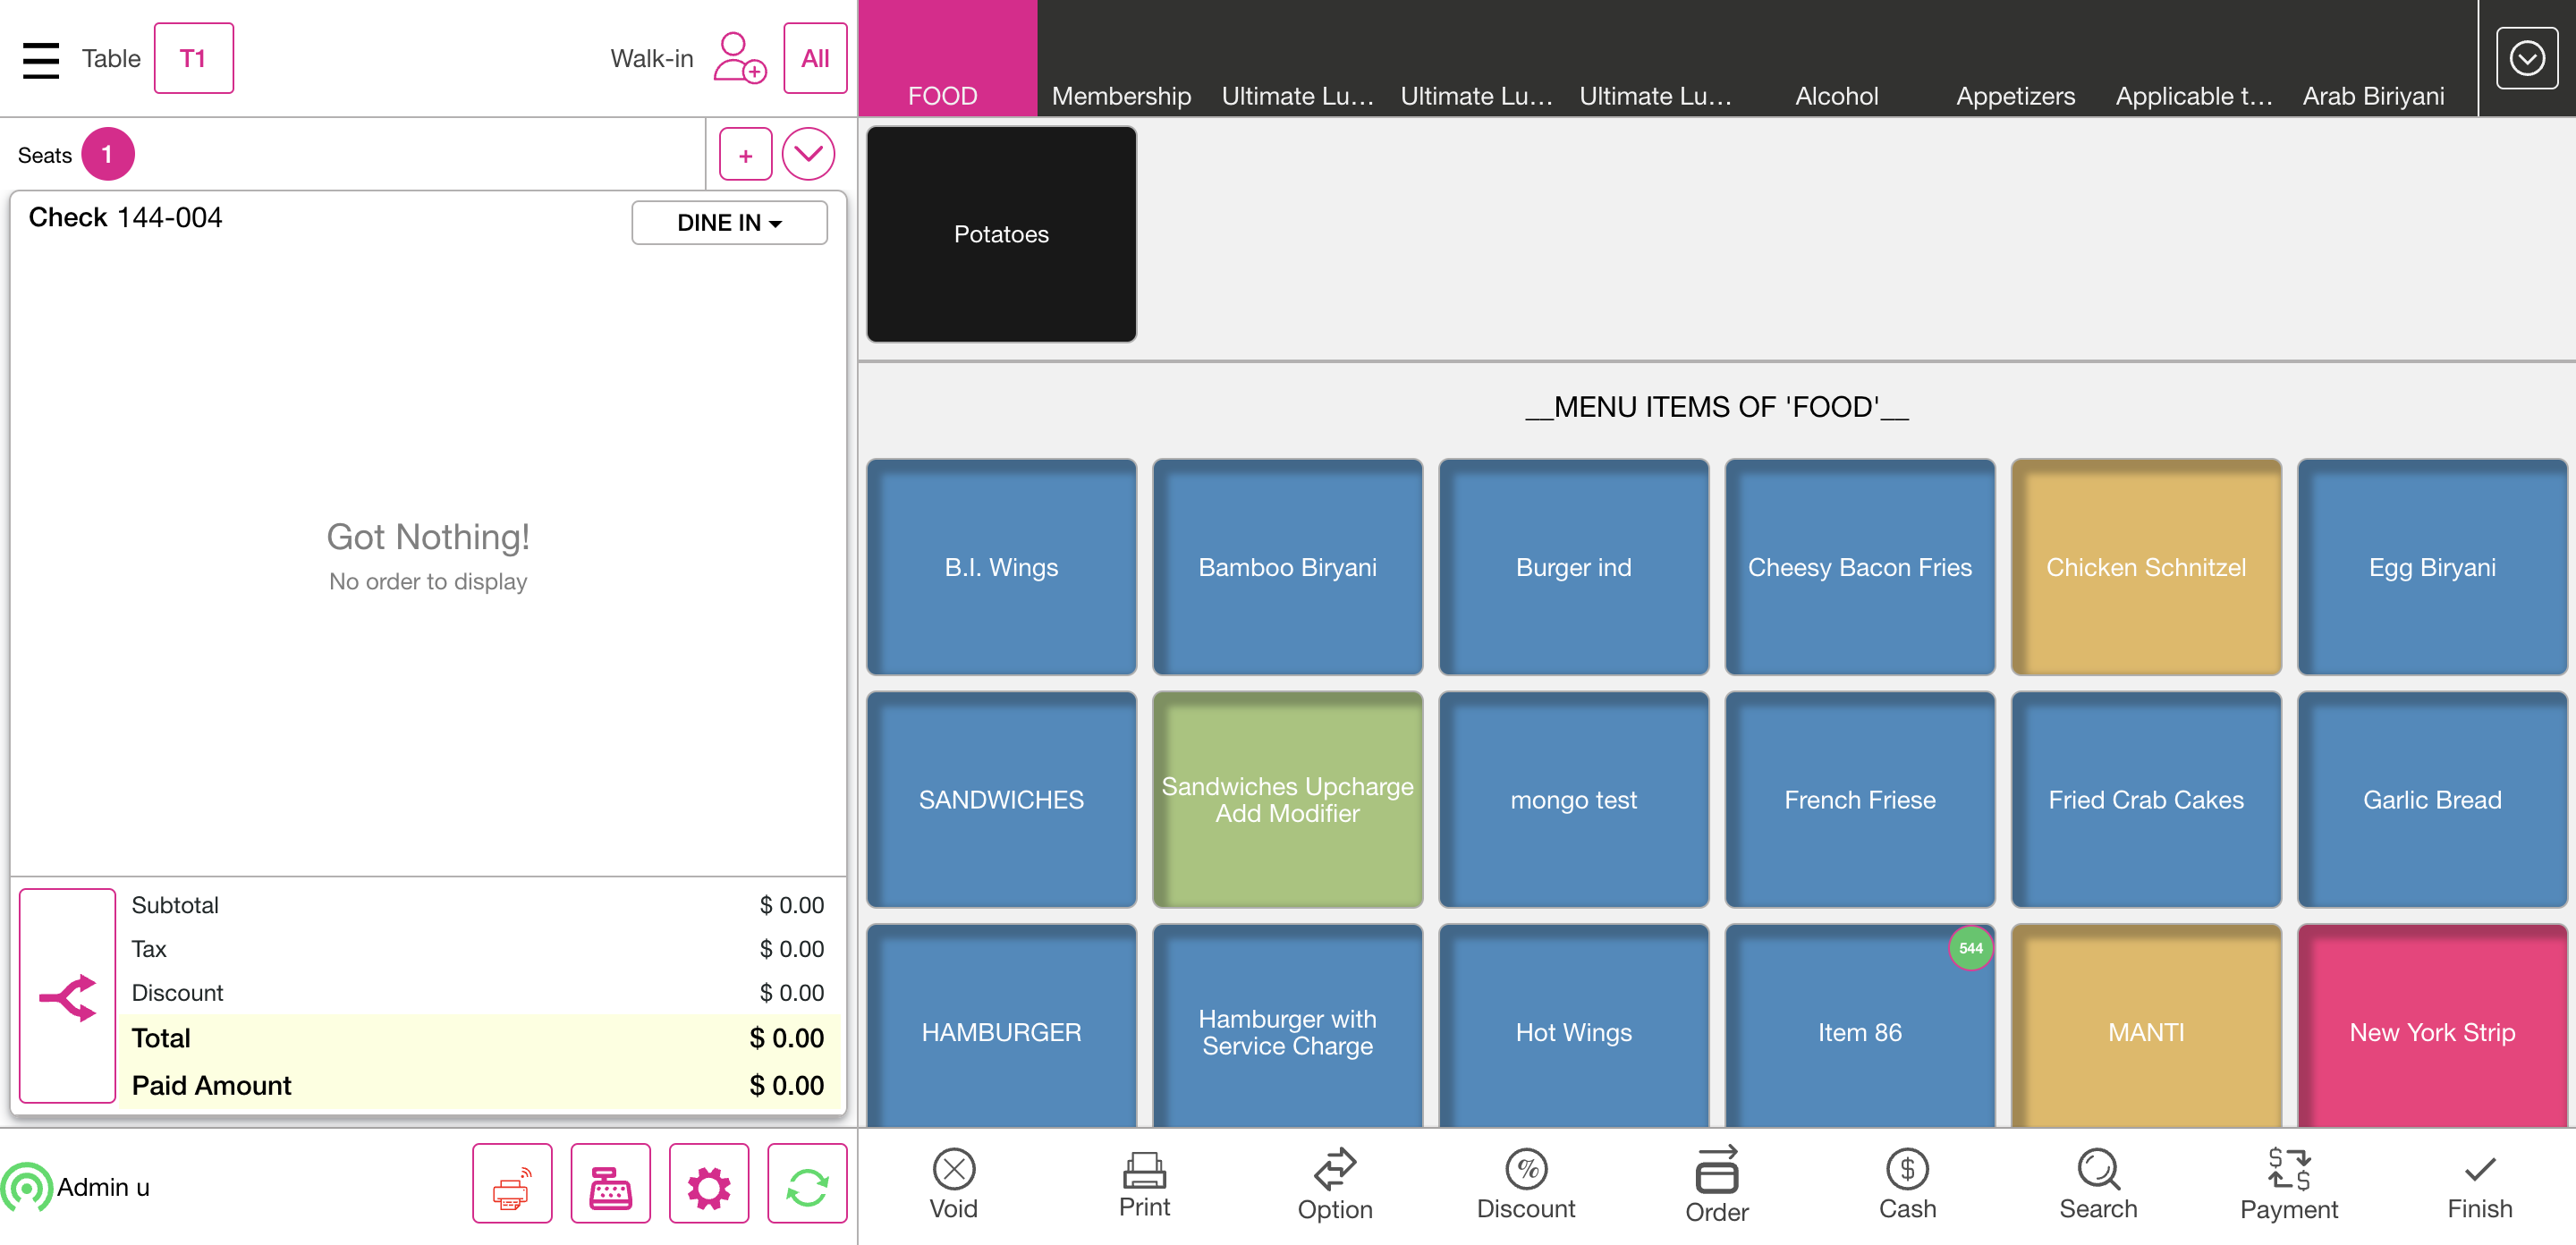 Table T1 Walk-in All
FOOD Membership Ultimate Lu... Ultimate Lu... Ultimate Lu... Alcohol Appetizers Applicable t... Arab Biriyani
Seats 1 +
Check 144-004 DINE IN
Got Nothing!
No order to display
Subtotal $ 0.00
Tax $ 0.00
Discount $ 0.00
Total $ 0.00
Paid Amount $ 0.00
Admin u
Potatoes
__MENU ITEMS OF 'FOOD'__
B.I. Wings
Bamboo Biryani
Burger ind
Cheesy Bacon Fries
Chicken Schnitzel
Egg Biryani
SANDWICHES
Sandwiches Upcharge
Add Modifier
mongo test
French Friese
Fried Crab Cakes
Garlic Bread
HAMBURGER
Hamburger with
Service Charge
Hot Wings
544
Item 86
MANTI
New York Strip
Void Print Option Discount Order Cash Search Payment Finish